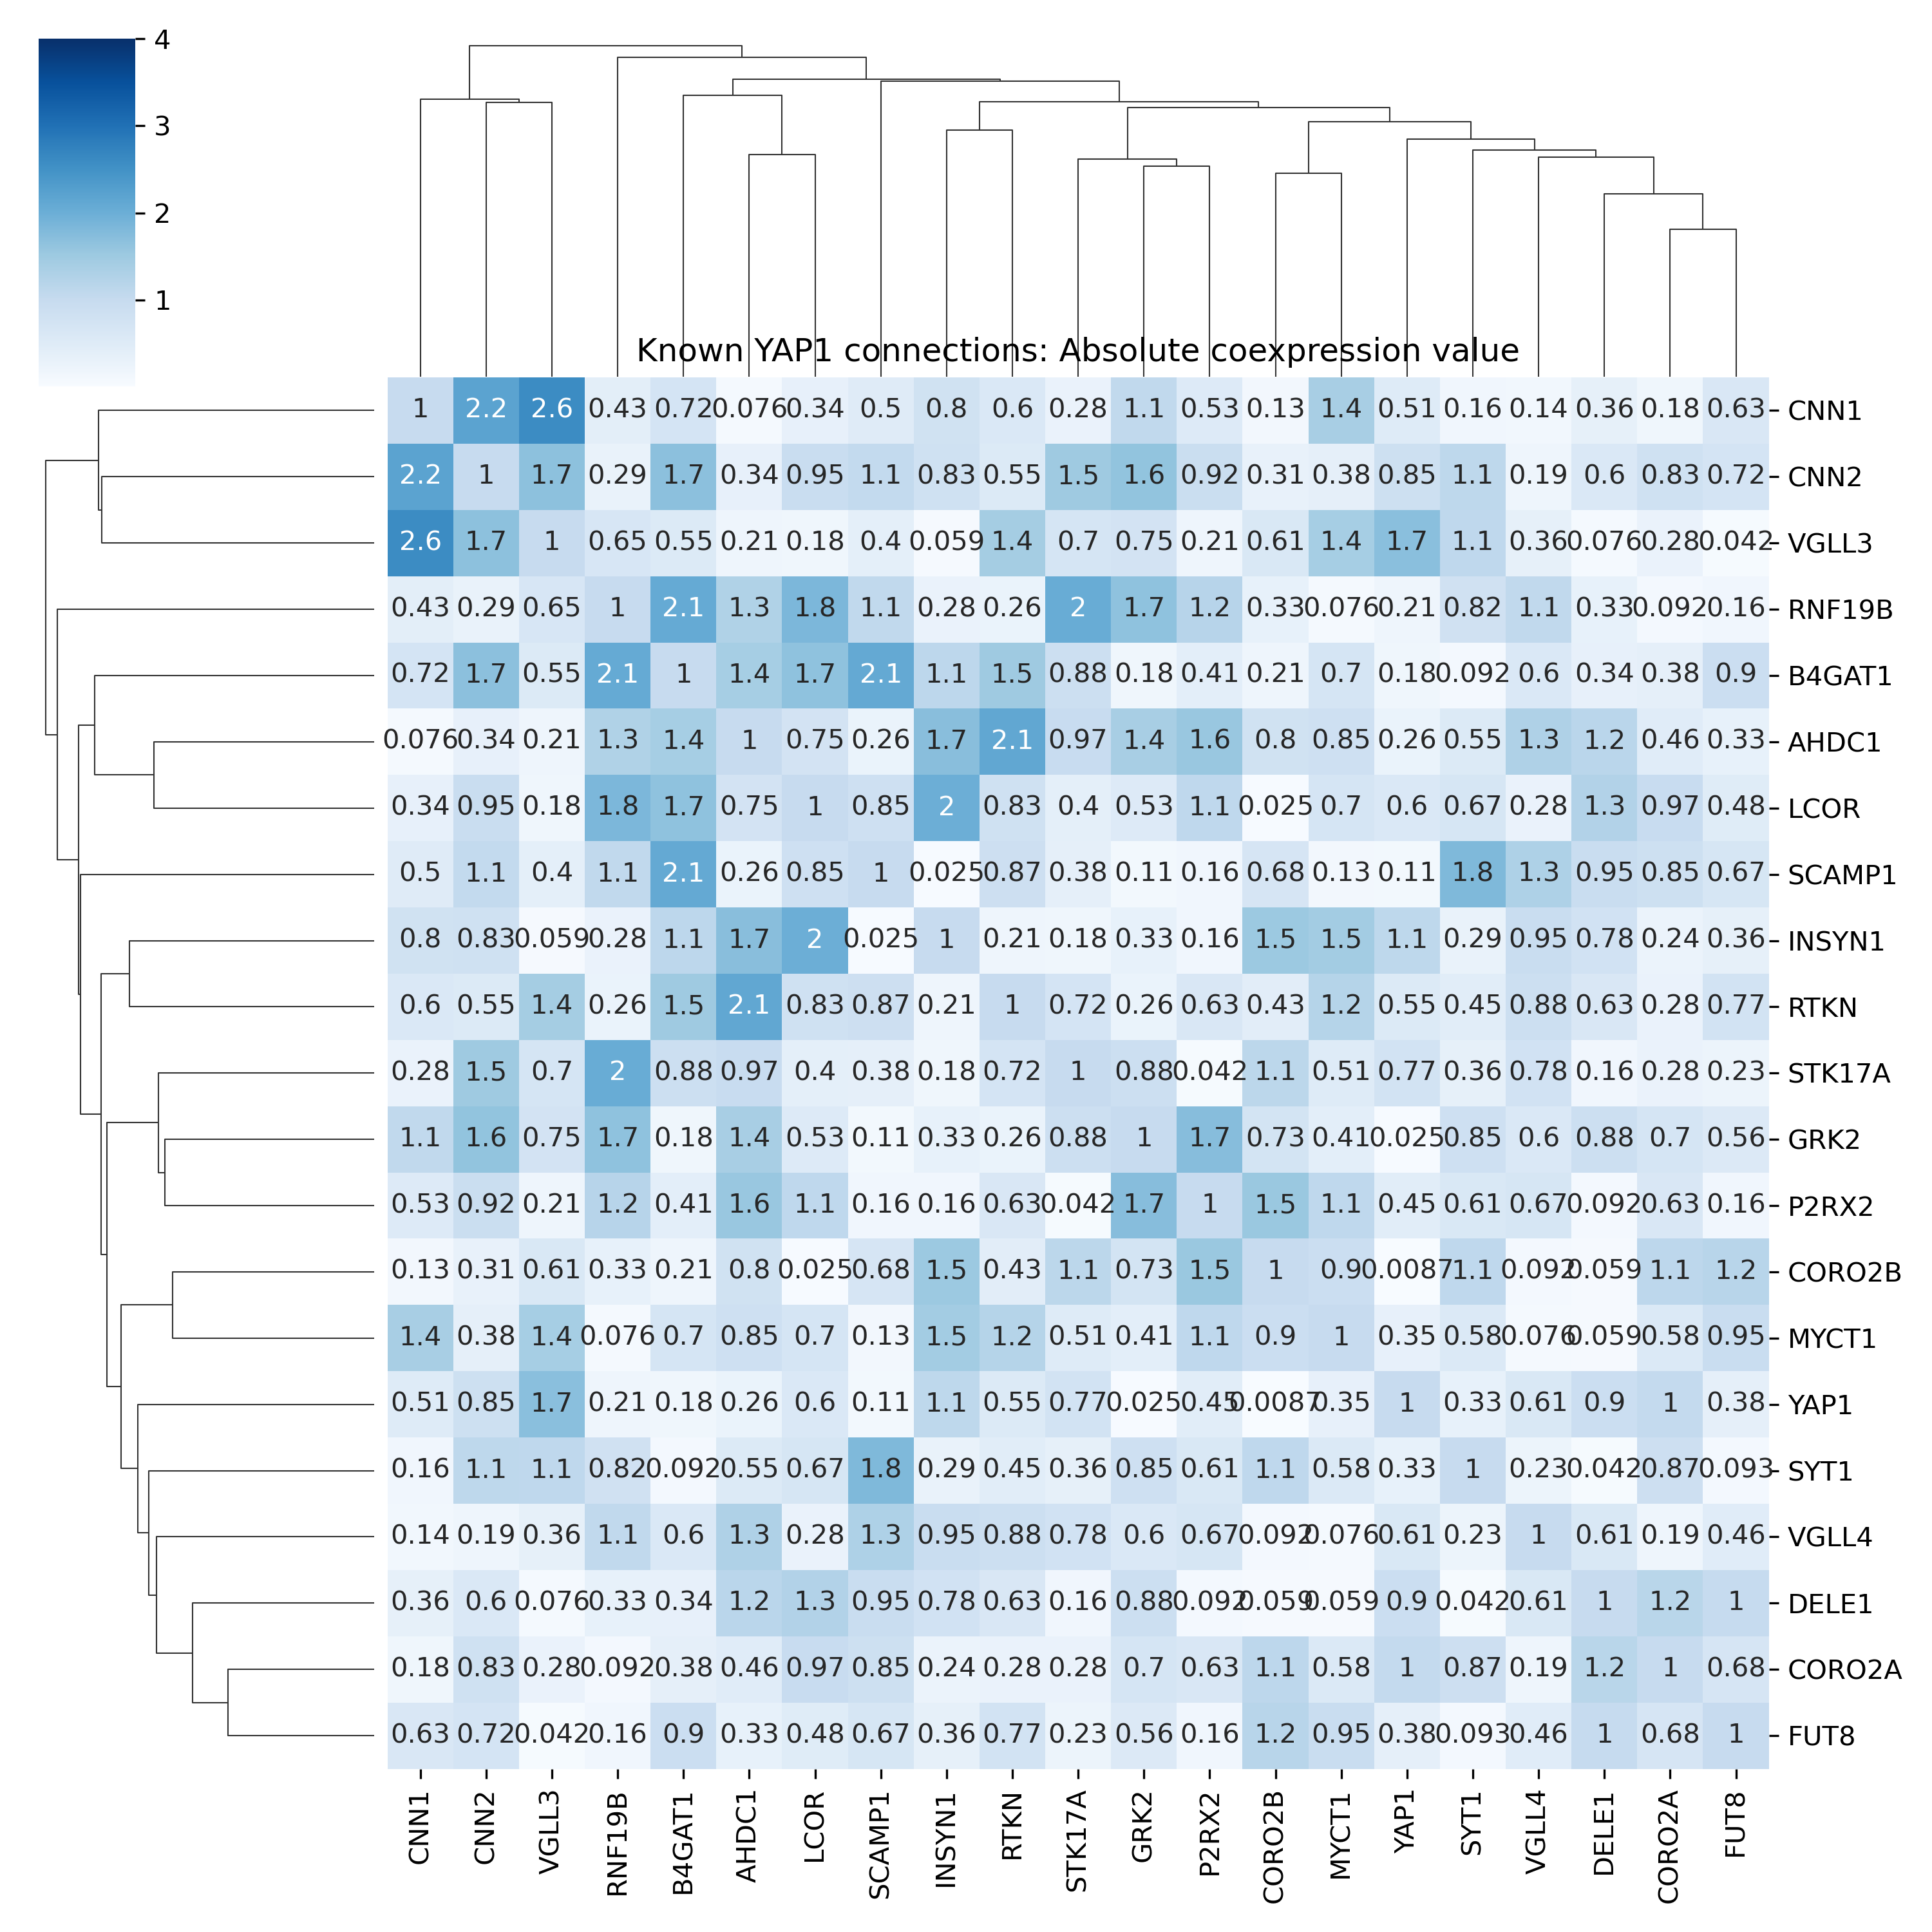 4
3
2
1
Known YAP1 connections: Absolute coexpression value
1 2.2 2.6 0.43 0.72 0.076 0.34 0.5 0.8 0.6 0.28 1.1 0.53 0.13 1.4 0.51 0.16 0.14 0.36 0.18 0.63 CNN1
2.2 1 1.7 0.29 1.7 0.34 0.95 1.1 0.83 0.55 1.5 1.6 0.92 0.31 0.38 0.85 1.1 0.19 0.6 0.83 0.72 CNN2
2.6 1.7 1 0.65 0.55 0.21 0.18 0.4 0.059 1.4 0.7 0.75 0.21 0.61 1.4 1.7 1.1 0.36 0.076 0.28 0.042 VGLL3
0.43 0.29 0.65 1 2.1 1.3 1.8 1.1 0.28 0.26 2 1.7 1.2 0.33 0.076 0.21 0.82 1.1 0.33 0.092 0.16 RNF19B
0.72 1.7 0.55 2.1 1 1.4 1.7 2.1 1.1 1.5 0.88 0.18 0.41 0.21 0.7 0.18 0.092 0.6 0.34 0.38 0.9 B4GAT1
0.076 0.34 0.21 1.3 1.4 1 0.75 0.26 1.7 2.1 0.97 1.4 1.6 0.8 0.85 0.26 0.55 1.3 1.2 0.46 0.33 AHDC1
0.34 0.95 0.18 1.8 1.7 0.75 1 0.85 2 0.83 0.4 0.53 1.1 0.025 0.7 0.6 0.67 0.28 1.3 0.97 0.48 LCOR
0.5 1.1 0.4 1.1 2.1 0.26 0.85 1 0.025 0.87 0.38 0.11 0.16 0.68 0.13 0.11 1.8 1.3 0.95 0.85 0.67 SCAMP1
0.8 0.83 0.059 0.28 1.1 1.7 2 0.025 1 0.21 0.18 0.33 0.16 1.5 1.5 1.1 0.29 0.95 0.78 0.24 0.36 INSYN1
0.6 0.55 1.4 0.26 1.5 2.1 0.83 0.87 0.21 1 0.72 0.26 0.63 0.43 1.2 0.55 0.45 0.88 0.63 0.28 0.77 RTKN
0.28 1.5 0.7 2 0.88 0.97 0.4 0.38 0.18 0.72 1 0.88 0.042 1.1 0.51 0.77 0.36 0.78 0.16 0.28 0.23 STK17A
1.1 1.6 0.75 1.7 0.18 1.4 0.53 0.11 0.33 0.26 0.88 1 1.7 0.73 0.41 0.025 0.85 0.6 0.88 0.7 0.56 GRK2
0.53 0.92 0.21 1.2 0.41 1.6 1.1 0.16 0.16 0.63 0.042 1.7 1 1.5 1.1 0.45 0.61 0.67 0.092 0.63 0.16 P2RX2
0.13 0.31 0.61 0.33 0.21 0.8 0.025 0.68 1.5 0.43 1.1 0.73 1.5 1 0.9 0.0087 1.1 0.092 0.059 1.1 1.2 CORO2B
1.4 0.38 1.4 0.076 0.7 0.85 0.7 0.13 1.5 1.2 0.51 0.41 1.1 0.9 1 0.35 0.58 0.076 0.059 0.58 0.95 MYCT1
0.51 0.85 1.7 0.21 0.18 0.26 0.6 0.11 1.1 0.55 0.77 0.025 0.45 0.0087 0.35 1 0.33 0.61 0.9 1 0.38 YAP1
0.16 1.1 1.1 0.82 0.092 0.55 0.67 1.8 0.29 0.45 0.36 0.85 0.61 1.1 0.58 0.33 1 0.23 0.042 0.87 0.093 SYT1
0.14 0.19 0.36 1.1 0.6 1.3 0.28 1.3 0.95 0.88 0.78 0.6 0.67 0.092 0.076 0.61 0.23 1 0.61 0.19 0.46 VGLL4
0.36 0.6 0.076 0.33 0.34 1.2 1.3 0.95 0.78 0.63 0.16 0.88 0.092 0.059 0.059 0.9 0.042 0.61 1 1.2 1 DELE1
0.18 0.83 0.28 0.092 0.38 0.46 0.97 0.85 0.24 0.28 0.28 0.7 0.63 1.1 0.58 1 0.87 0.19 1.2 1 0.68 CORO2A
0.63 0.72 0.042 0.16 0.9 0.33 0.48 0.67 0.36 0.77 0.23 0.56 0.16 1.2 0.95 0.38 0.093 0.46 1 0.68 1 FUT8
CNN1 CNN2 VGLL3 RNF19B B4GAT1 AHDC1 LCOR SCAMP1 INSYN1 RTKN STK17A GRK2 P2RX2 CORO2B MYCT1 YAP1 SYT1 VGLL4 DELE1 CORO2A FUT8